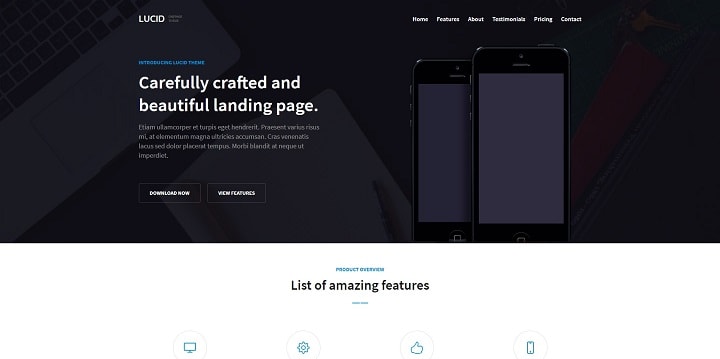 LUCID
Home Features About Testimonials Pricing Contact
INTRODUCING LUCID THEME
Carefully crafted and
beautiful landing page.
Etiam ullamcorper et turpis eget hendrerit. Praesent varius risus
mi, at elementum magna ultricies accumsan. Cras venenatis
lacus sed dolor placerat tempus. Morbi blandit at neque ut
imperdiet.
DOWNLOAD NOW VIEW FEATURES
PRODUCT OVERVIEW
List of amazing features